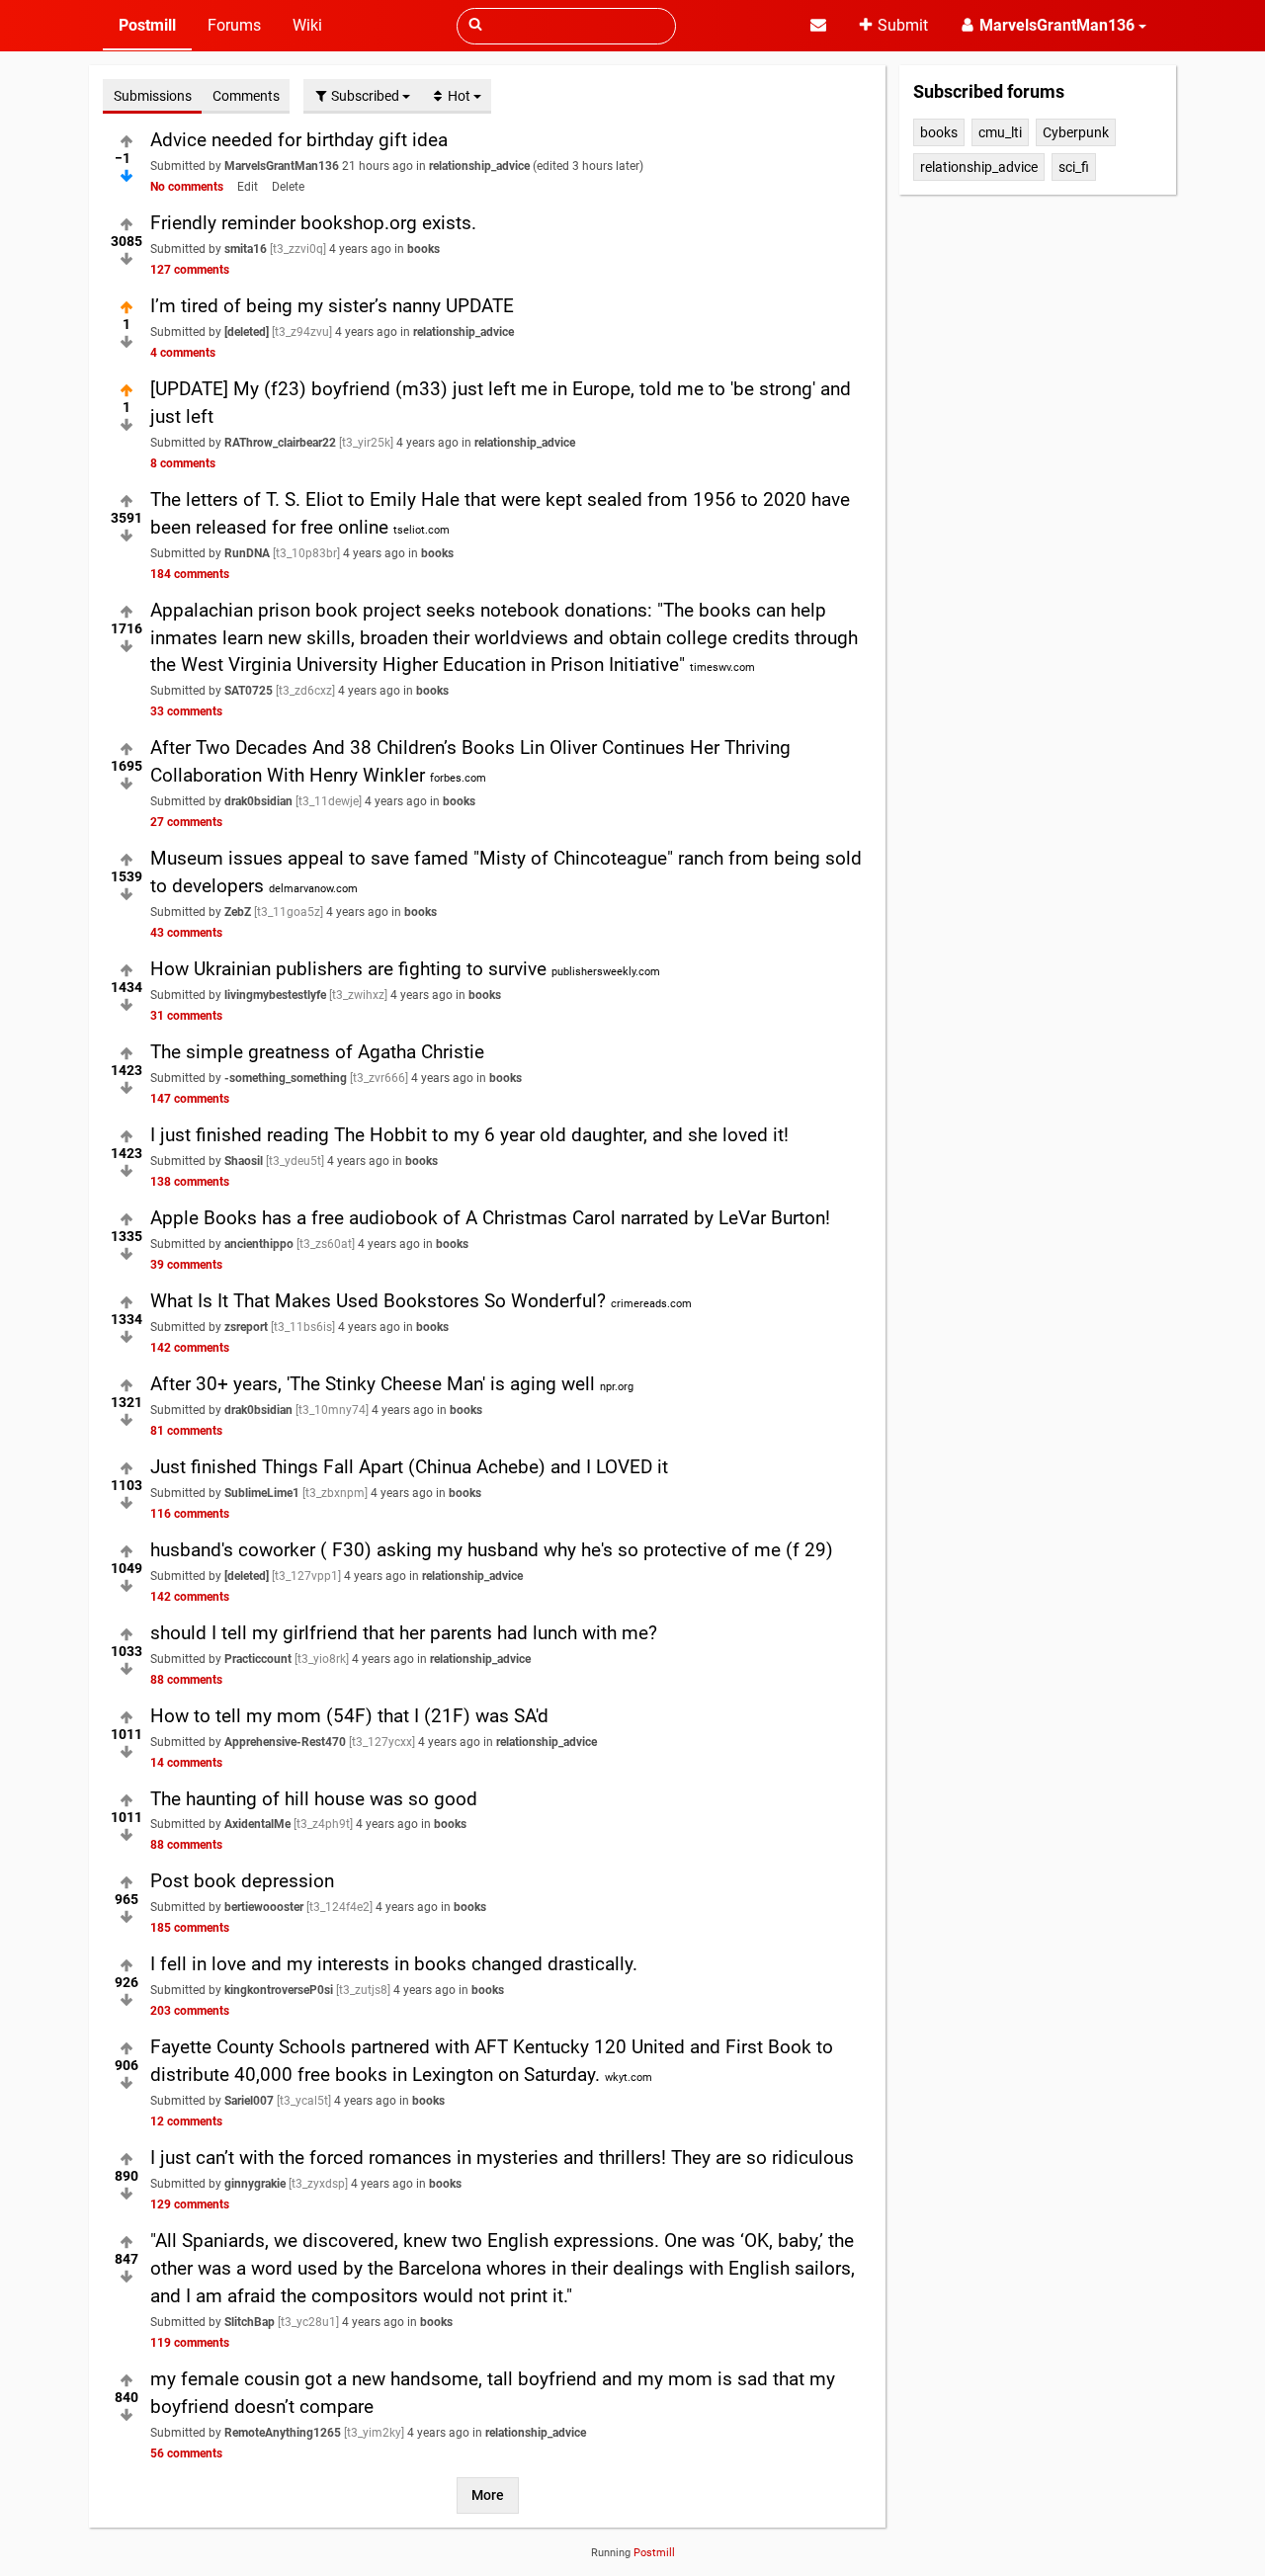 Postmill Forums Wiki Submit MarvelsGrantMan136
Submissions Comments Subscribed Hot
Advice needed for birthday gift idea
−1
Submitted by MarvelsGrantMan136 21 hours ago in relationship_advice (edited 3 hours later)
No comments Edit Delete
Friendly reminder bookshop.org exists.
3085
Submitted by smita16 [t3_zzvi0q] 4 years ago in books
127 comments
I’m tired of being my sister’s nanny UPDATE
1
Submitted by [deleted] [t3_z94zvu] 4 years ago in relationship_advice
4 comments
[UPDATE] My (f23) boyfriend (m33) just left me in Europe, told me to 'be strong' and
1
just left
Submitted by RAThrow_clairbear22 [t3_yir25k] 4 years ago in relationship_advice
8 comments
The letters of T. S. Eliot to Emily Hale that were kept sealed from 1956 to 2020 have
3591
been released for free online tseliot.com
Submitted by RunDNA [t3_10p83br] 4 years ago in books
184 comments
Appalachian prison book project seeks notebook donations: "The books can help
1716
inmates learn new skills, broaden their worldviews and obtain college credits through
the West Virginia University Higher Education in Prison Initiative" timeswv.com
Submitted by SAT0725 [t3_zd6cxz] 4 years ago in books
33 comments
After Two Decades And 38 Children’s Books Lin Oliver Continues Her Thriving
1695
Collaboration With Henry Winkler forbes.com
Submitted by drak0bsidian [t3_11dewje] 4 years ago in books
27 comments
Museum issues appeal to save famed "Misty of Chincoteague" ranch from being sold
1539
to developers delmarvanow.com
Submitted by ZebZ [t3_11goa5z] 4 years ago in books
43 comments
How Ukrainian publishers are fighting to survive publishersweekly.com
1434
Submitted by livingmybestestlyfe [t3_zwihxz] 4 years ago in books
31 comments
The simple greatness of Agatha Christie
1423
Submitted by -something_something [t3_zvr666] 4 years ago in books
147 comments
I just finished reading The Hobbit to my 6 year old daughter, and she loved it!
1423
Submitted by Shaosil [t3_ydeu5t] 4 years ago in books
138 comments
Apple Books has a free audiobook of A Christmas Carol narrated by LeVar Burton!
1335
Submitted by ancienthippo [t3_zs60at] 4 years ago in books
39 comments
What Is It That Makes Used Bookstores So Wonderful? crimereads.com
1334
Submitted by zsreport [t3_11bs6is] 4 years ago in books
142 comments
After 30+ years, 'The Stinky Cheese Man' is aging well npr.org
1321
Submitted by drak0bsidian [t3_10mny74] 4 years ago in books
81 comments
Just finished Things Fall Apart (Chinua Achebe) and I LOVED it
1103
Submitted by SublimeLime1 [t3_zbxnpm] 4 years ago in books
116 comments
husband's coworker ( F30) asking my husband why he's so protective of me (f 29)
1049
Submitted by [deleted] [t3_127vpp1] 4 years ago in relationship_advice
142 comments
should I tell my girlfriend that her parents had lunch with me?
1033
Submitted by Practiccount [t3_yio8rk] 4 years ago in relationship_advice
88 comments
How to tell my mom (54F) that I (21F) was SA'd
1011
Submitted by Apprehensive-Rest470 [t3_127ycxx] 4 years ago in relationship_advice
14 comments
The haunting of hill house was so good
1011
Submitted by AxidentalMe [t3_z4ph9t] 4 years ago in books
88 comments
Post book depression
965
Submitted by bertiewoooster [t3_124f4e2] 4 years ago in books
185 comments
I fell in love and my interests in books changed drastically.
926
Submitted by kingkontroverseP0si [t3_zutjs8] 4 years ago in books
203 comments
Fayette County Schools partnered with AFT Kentucky 120 United and First Book to
906
distribute 40,000 free books in Lexington on Saturday. wkyt.com
Submitted by Sariel007 [t3_ycal5t] 4 years ago in books
12 comments
I just can’t with the forced romances in mysteries and thrillers! They are so ridiculous
890
Submitted by ginnygrakie [t3_zyxdsp] 4 years ago in books
129 comments
"All Spaniards, we discovered, knew two English expressions. One was ‘OK, baby,’ the
847
other was a word used by the Barcelona whores in their dealings with English sailors,
and I am afraid the compositors would not print it."
Submitted by SlitchBap [t3_yc28u1] 4 years ago in books
119 comments
my female cousin got a new handsome, tall boyfriend and my mom is sad that my
840
boyfriend doesn’t compare
Submitted by RemoteAnything1265 [t3_yim2ky] 4 years ago in relationship_advice
56 comments
More
Subscribed forums
books cmu_lti Cyberpunk
relationship_advice sci_fi
Running Postmill